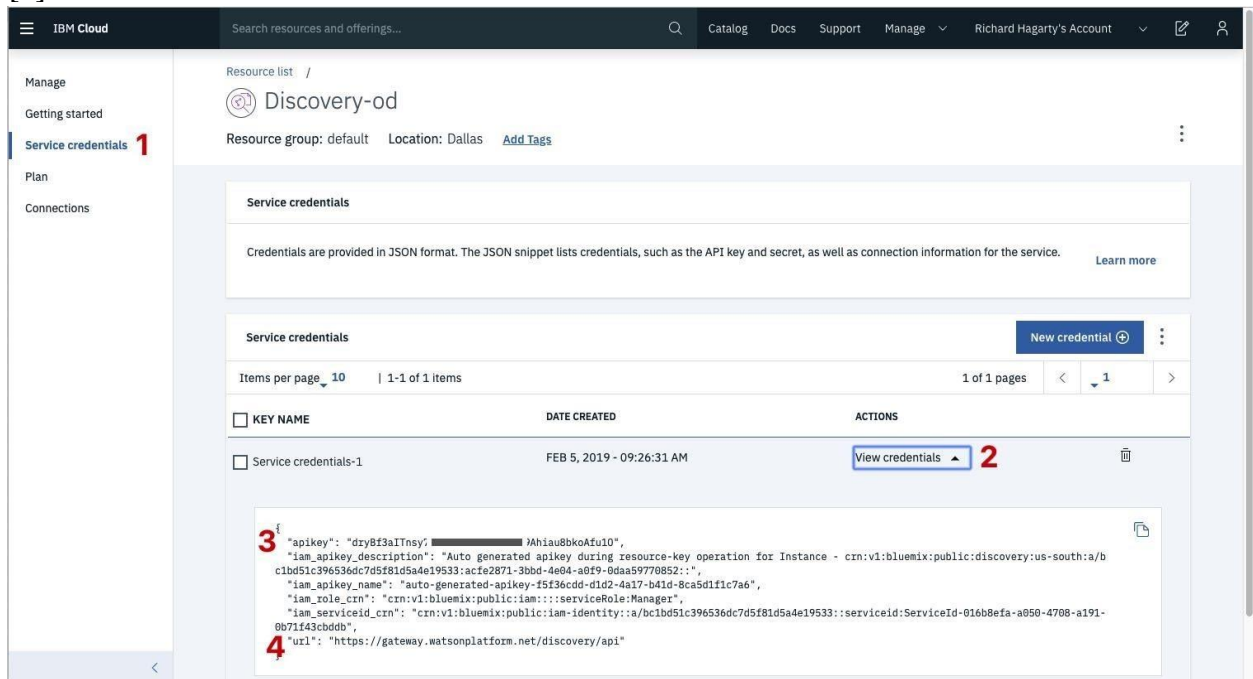 IBM Cloud
Search resources and offerings...
Catalog Docs Support Manage Richard Hagarty's Account
Manage
Getting started
Service credentials 1
Plan
Connections
Resource list /
Discovery-od
Resource group: default Location: Dallas Add Tags
Service credentials
Credentials are provided in JSON format. The JSON snippet lists credentials, such as the API key and secret, as well as connection information for the service.
Learn more
Service credentials
New credential
Items per page 10 | 1-1 of 1 items 1 of 1 pages < 1 >
KEY NAME DATE CREATED ACTIONS
Service credentials-1 FEB 5, 2019 - 09:26:31 AM View credentials 2
3 {
"apikey": "dryBf3aITnsy AhiaU8bkoAfu10",
"iam_apikey_description": "Auto generated apikey during resource-key operation for Instance - crn:v1:bluemix:public:discovery:us-south:a/b
c1bd51c396536dc7d5f81d5a4e19533:acfe2871-3bbd-4e04-a0f9-0daa59770852::",
"iam_apikey_name": "auto-generated-apikey-f5f36cdd-d1d2-4a17-b41d-8ca5d1f1c7a6",
"iam_role_crn": "crn:v1:bluemix:public:iam::::serviceRole:Manager",
"iam_serviceid_crn": "crn:v1:bluemix:public:iam-identity::a/bc1bd51c396536dc7d5f81d5a4e19533::serviceid:ServiceId-016b8efa-a050-4708-a191-
0b71f43cbddb",
4 "url": "https://gateway.watsonplatform.net/discovery/api"
}
<